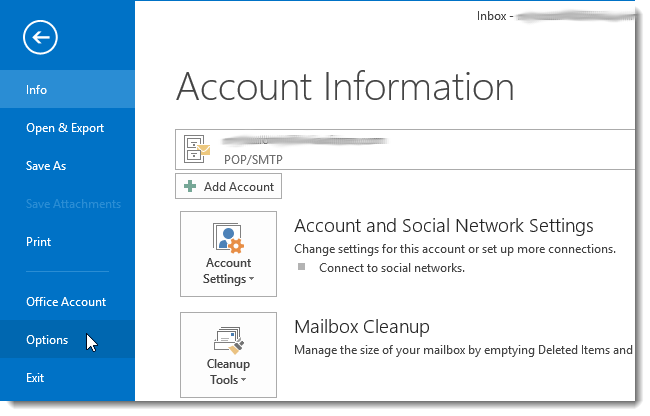 Inbox -
Info
Open & Export
Save As
Save Attachments
Print
Office Account
Options
Exit
Account Information
POP/SMTP
Add Account
Account
Settings
Account and Social Network Settings
Change settings for this account or set up more connections.
Connect to social networks.
Cleanup
Tools
Mailbox Cleanup
Manage the size of your mailbox by emptying Deleted Items and